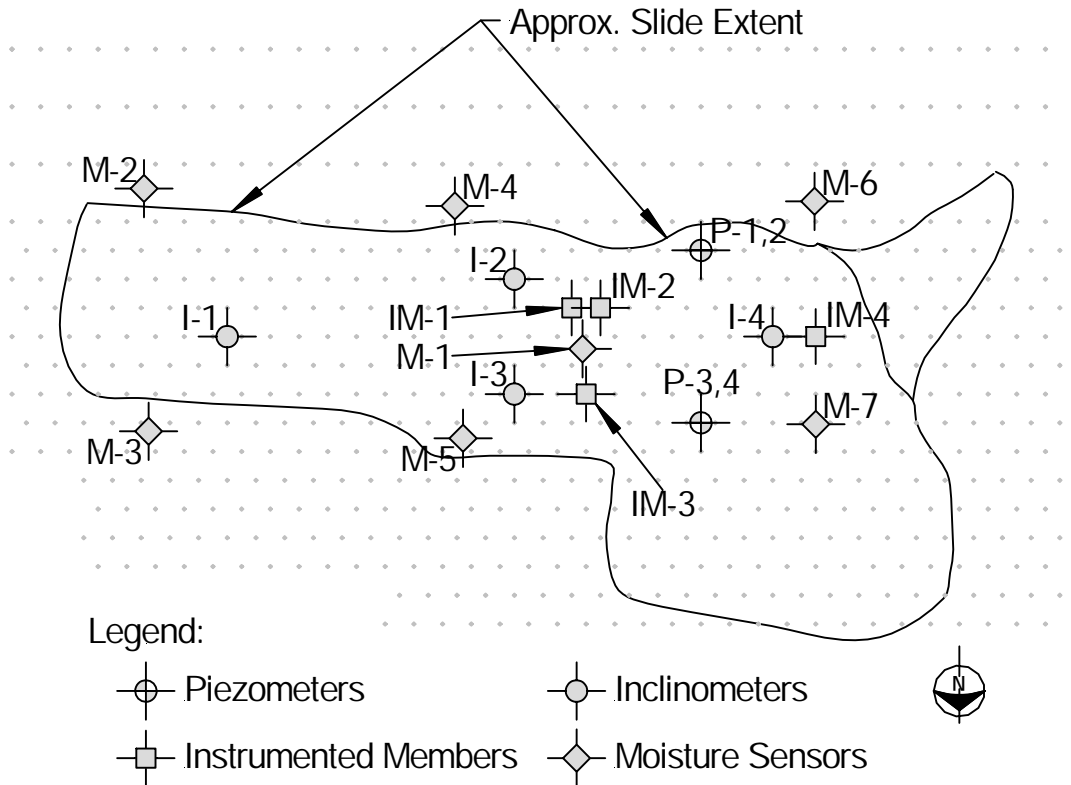 Approx. Slide Extent
M-2
M-4
M-6
P-1,2
I-2
IM-2
I-1
IM-1
I-4
IM-4
M-1
I-3
P-3,4
M-7
M-3
M-5
IM-3
Legend:
Piezometers
Inclinometers
N
Instrumented Members
Moisture Sensors